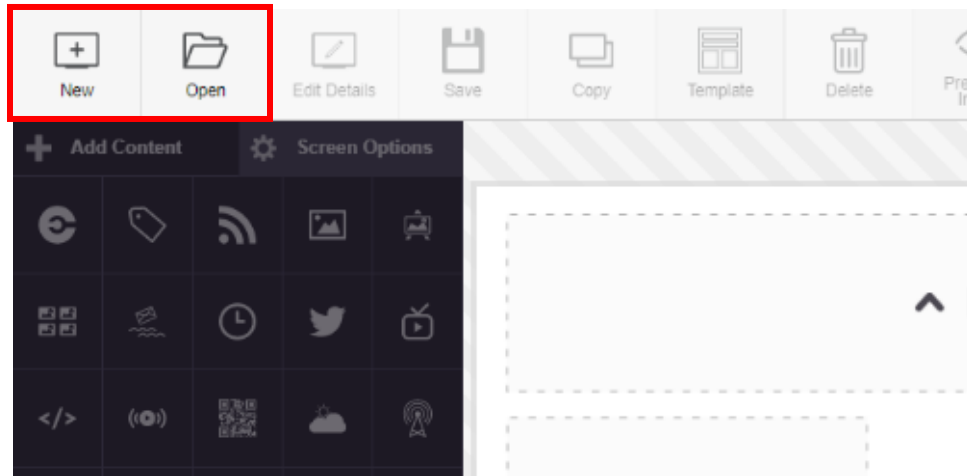 New
Open
Edit Details
Save
Copy
Template
Delete
Add Content
Screen Options